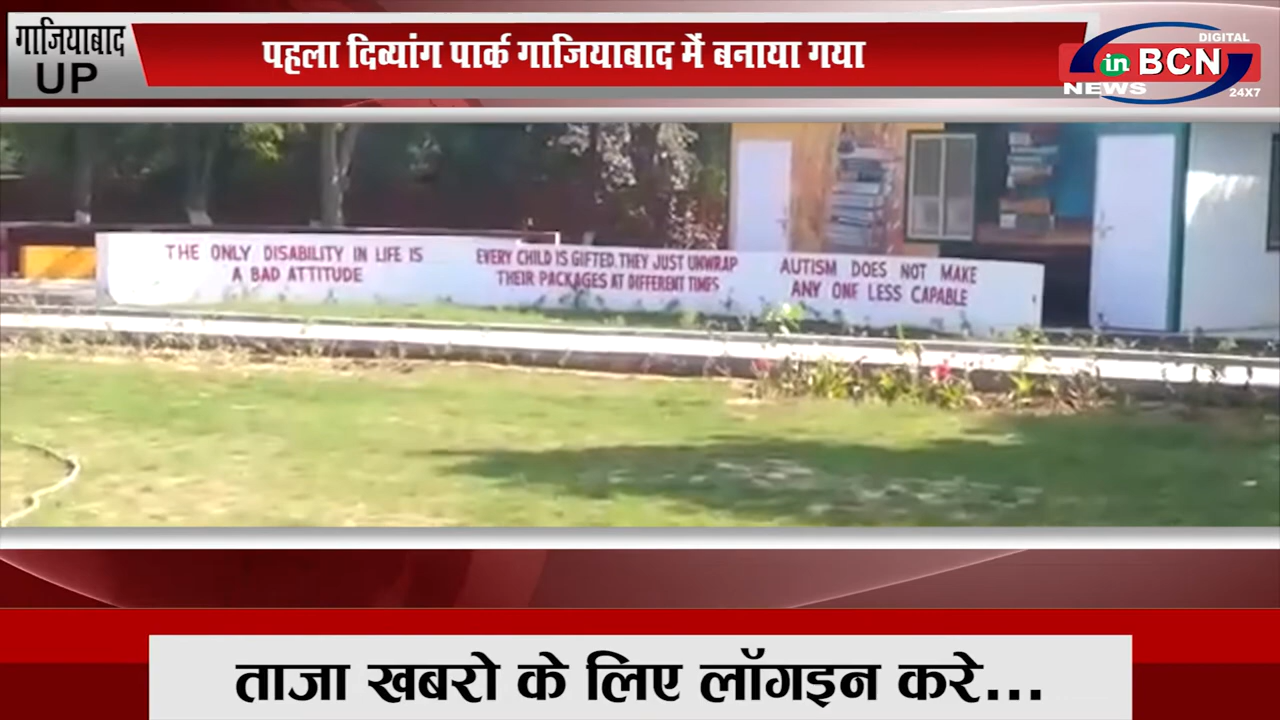 गाजियाबाद
UP
पहला दिव्यांग पार्क गाजियाबाद में बनाया गया
DIGITAL
in BCN
NEWS
24X7
THE ONLY DISABILITY IN LIFE IS
A BAD ATTITUDE
EVERY CHILD IS GIFTED. THEY JUST UNWRAP
THEIR PACKAGES AT DIFFERENT TIMES
AUTISM DOES NOT MAKE
ANY ONE LESS CAPABLE
ताजा खबरो के लिए लॉगइन करे...